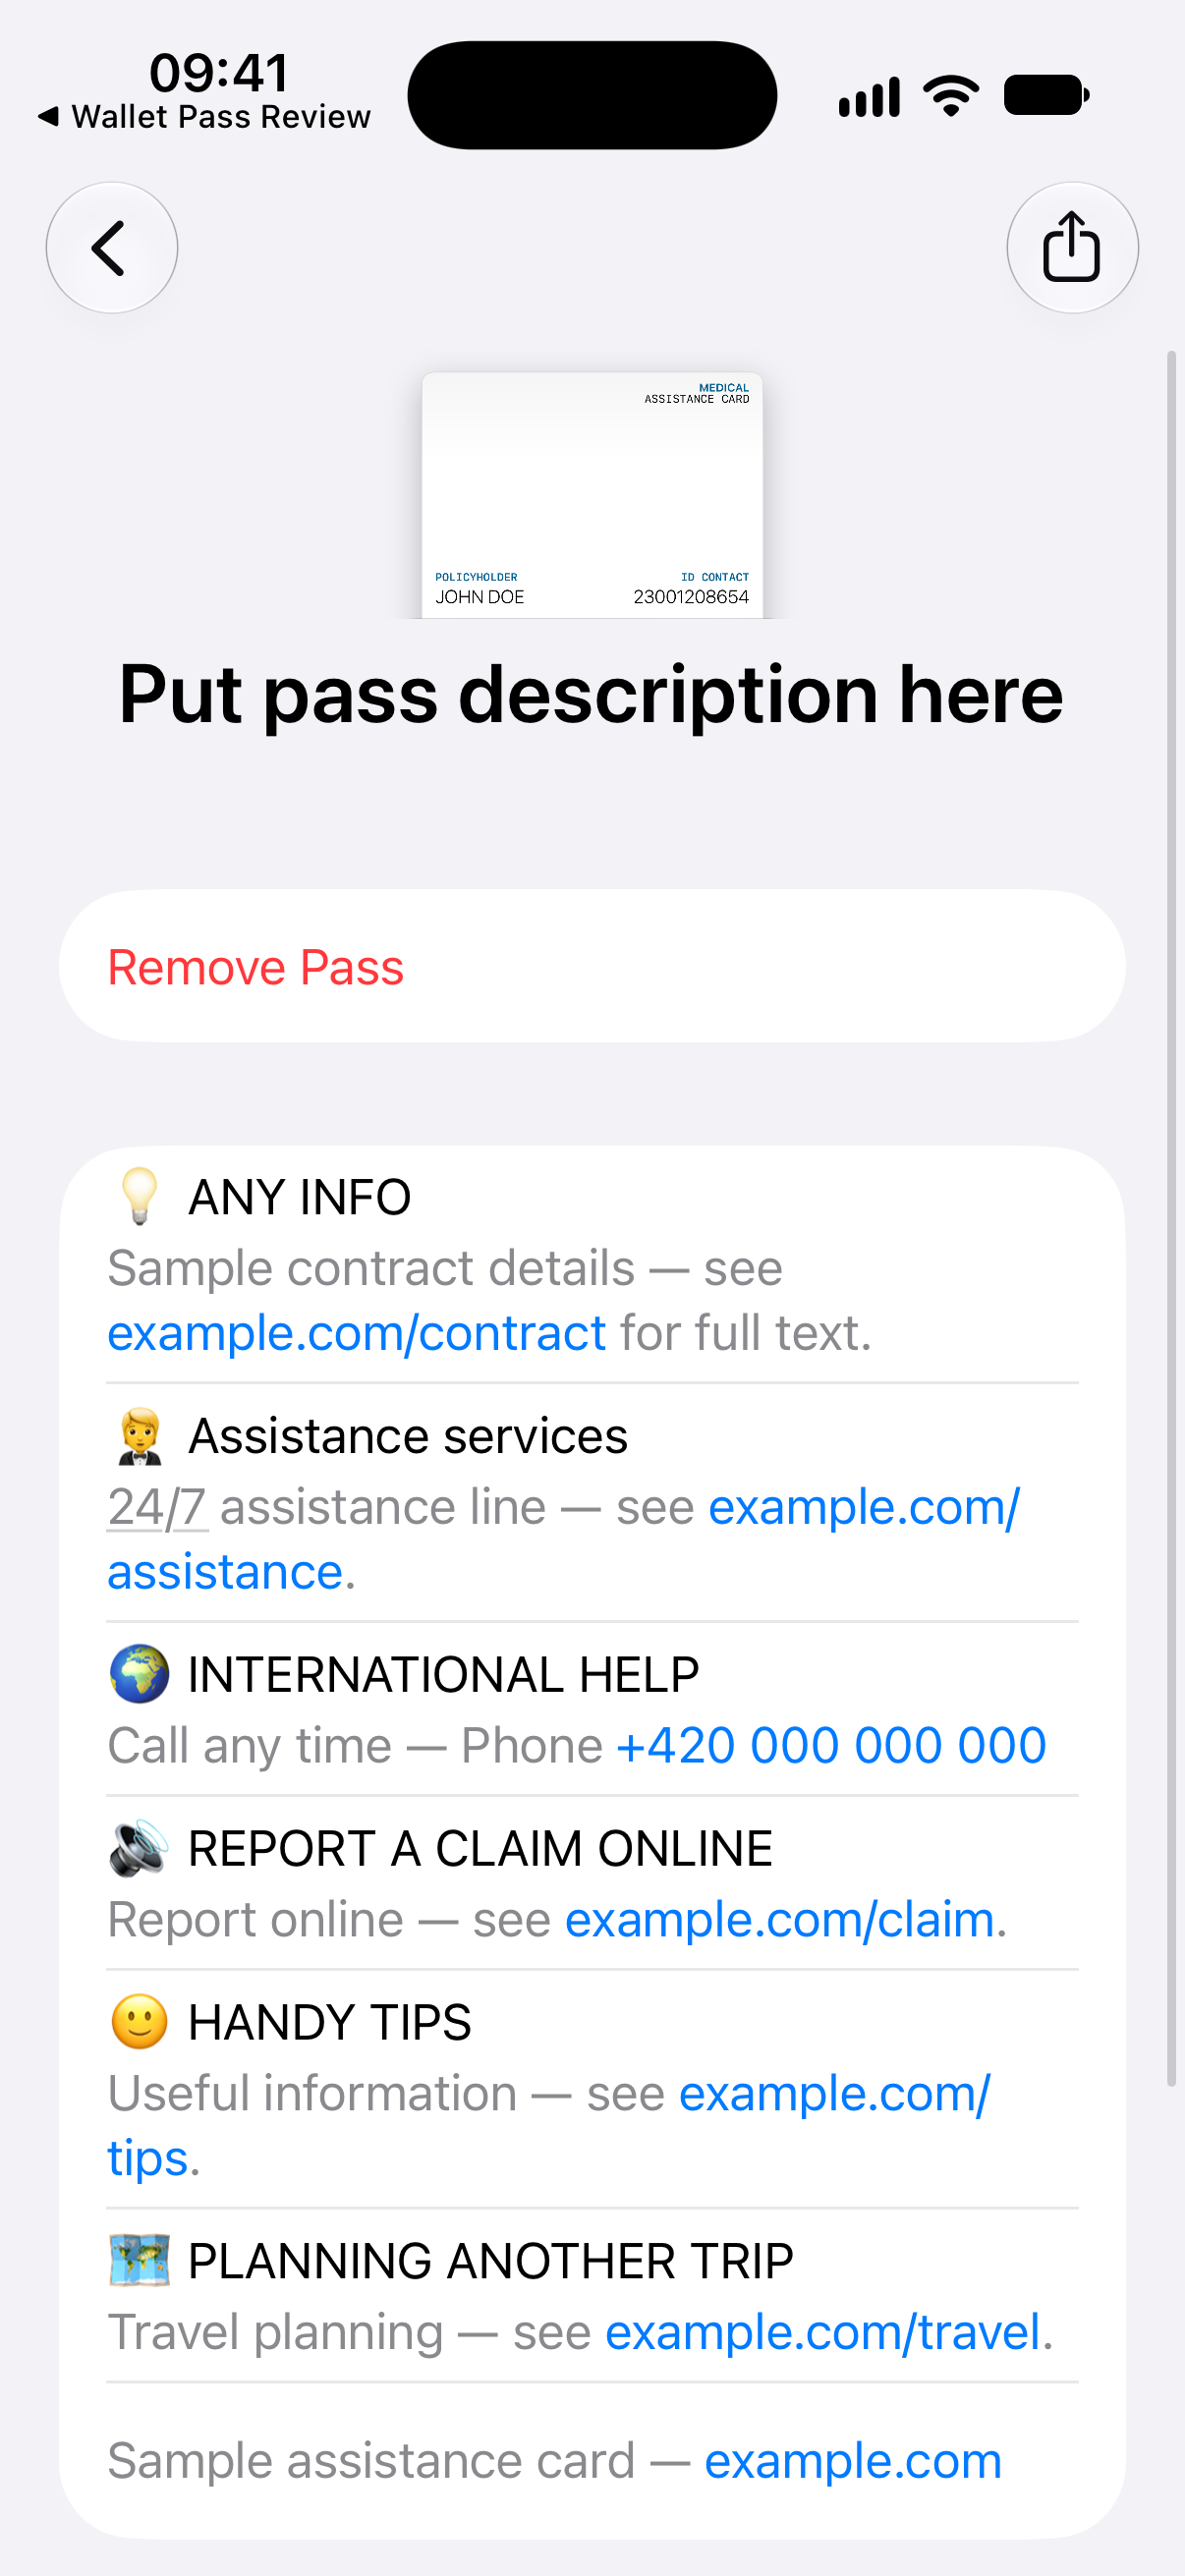 09:41
◀ Wallet Pass Review
MEDICAL
ASSISTANCE CARD
POLICYHOLDER
ID CONTACT
JOHN DOE
23001208654
Put pass description here
Remove Pass
💡 ANY INFO
Sample contract details — see
example.com/contract for full text.
🤵 Assistance services
24/7 assistance line — see example.com/
assistance.
🌍 INTERNATIONAL HELP
Call any time — Phone +420 000 000 000
🔊 REPORT A CLAIM ONLINE
Report online — see example.com/claim.
🙂 HANDY TIPS
Useful information — see example.com/
tips.
🗺️ PLANNING ANOTHER TRIP
Travel planning — see example.com/travel.
Sample assistance card — example.com